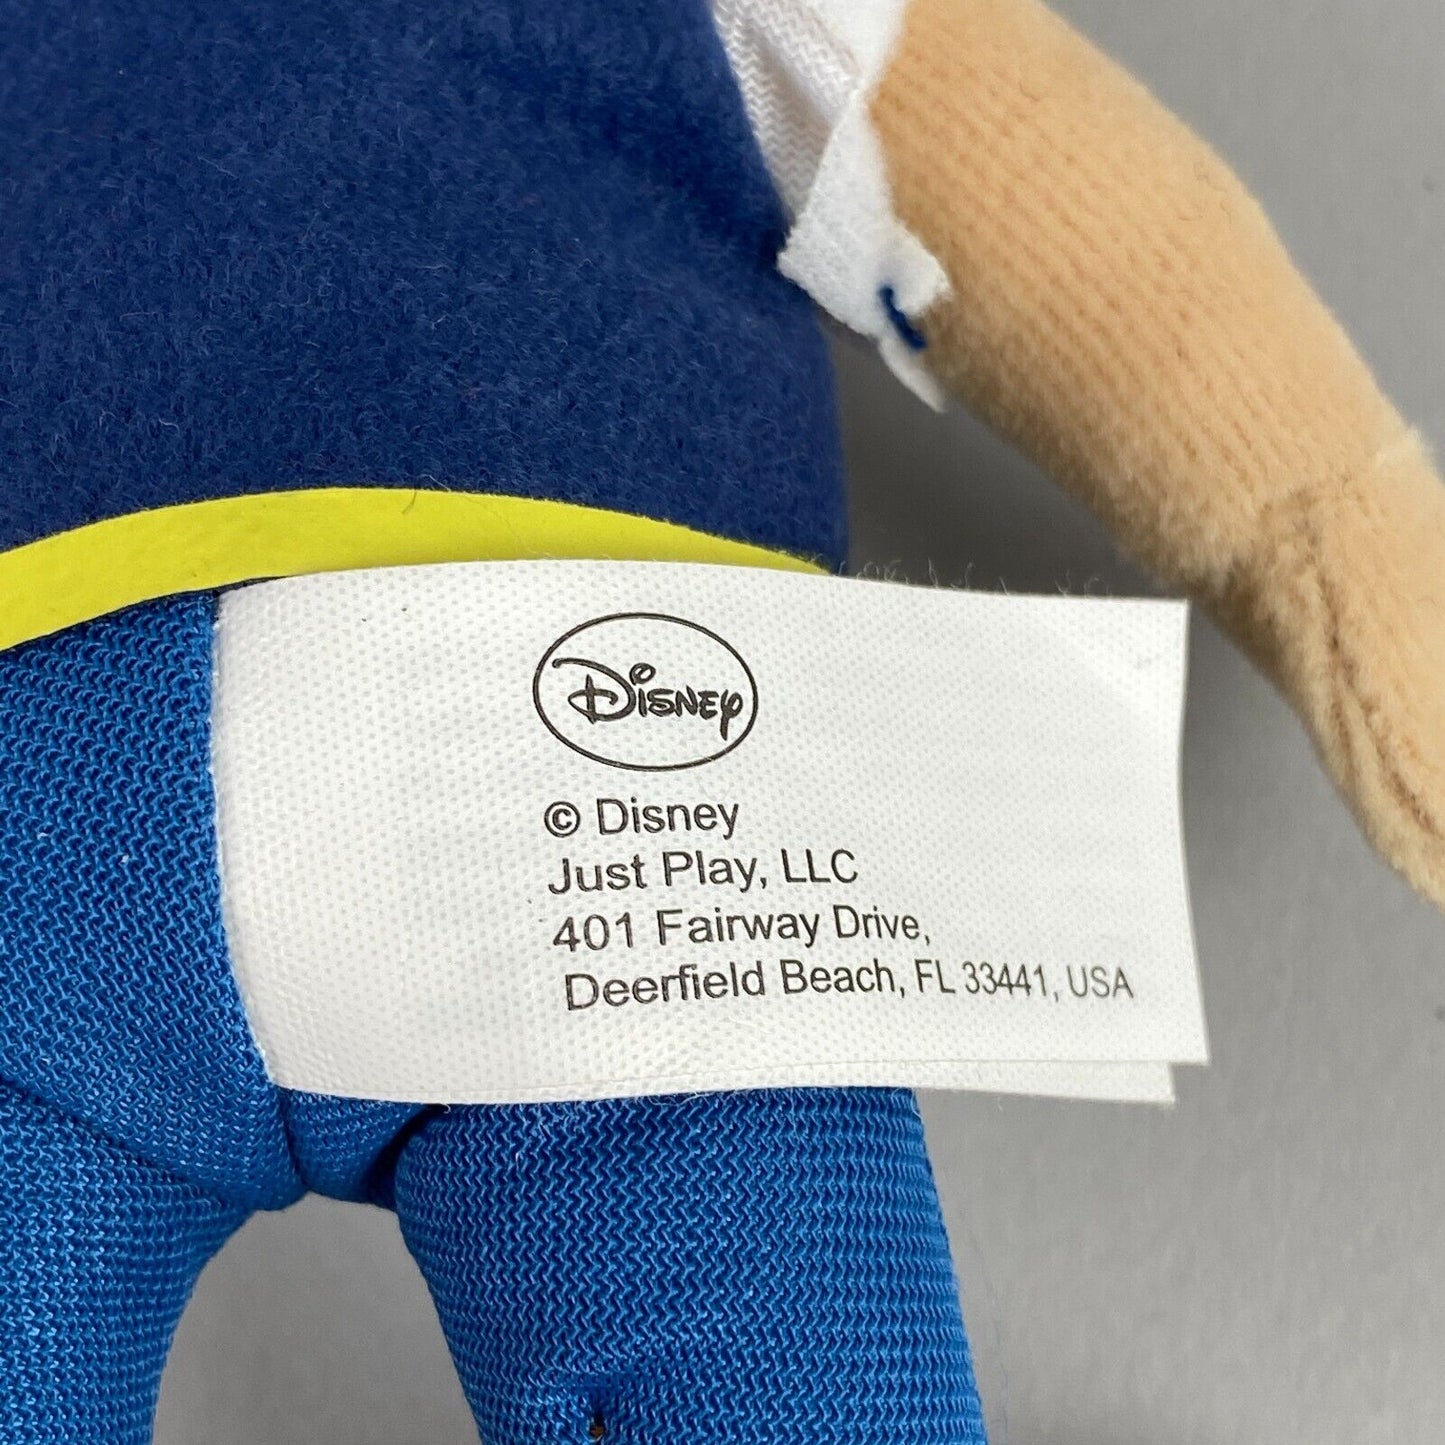 Disney
© Disney
Just Play, LLC
401 Fairway Drive,
Deerfield Beach, FL 33441, USA